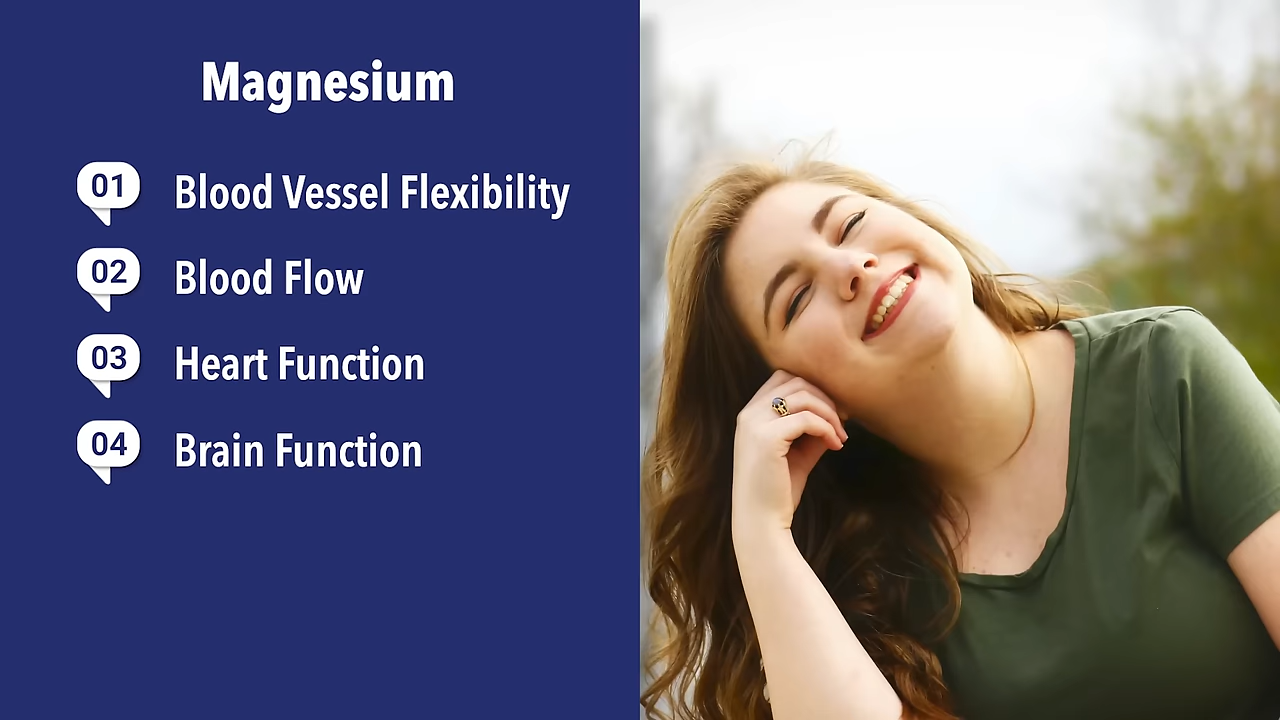 Magnesium
01 Blood Vessel Flexibility
02 Blood Flow
03 Heart Function
04 Brain Function